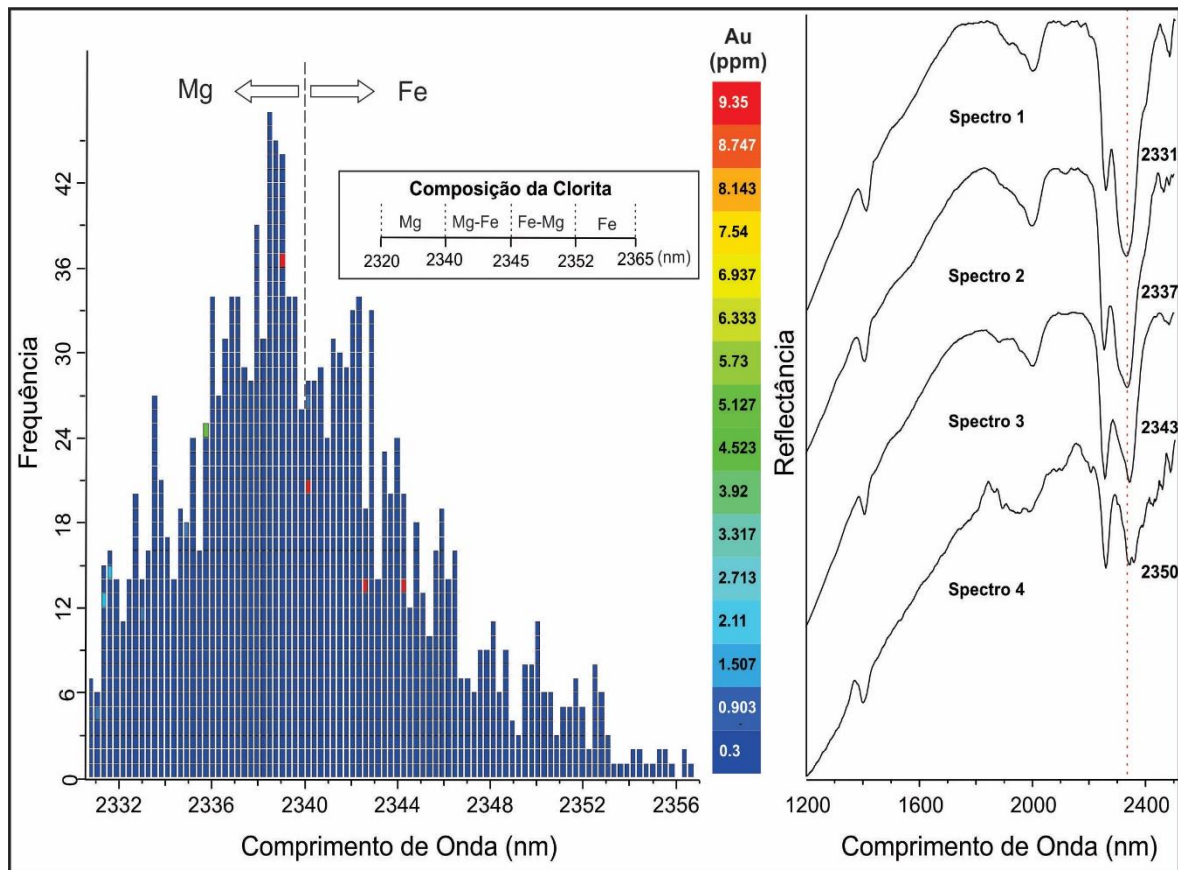 Mg
Fe
Composição da Clorita
Mg Mg-Fe Fe-Mg Fe
2320 2340 2345 2352 2365 (nm)
Frequência
42
36
30
24
18
12
6
0
2332 2336 2340 2344 2348 2352 2356
Comprimento de Onda (nm)
Au
(ppm)
9.35
8.747
8.143
7.54
6.937
6.333
5.73
5.127
4.523
3.92
3.317
2.713
2.11
1.507
0.903
0.3
Reflectância
Spectro 1
2331
Spectro 2
2337
Spectro 3
2343
Spectro 4
2350
1200 1600 2000 2400
Comprimento de Onda (nm)